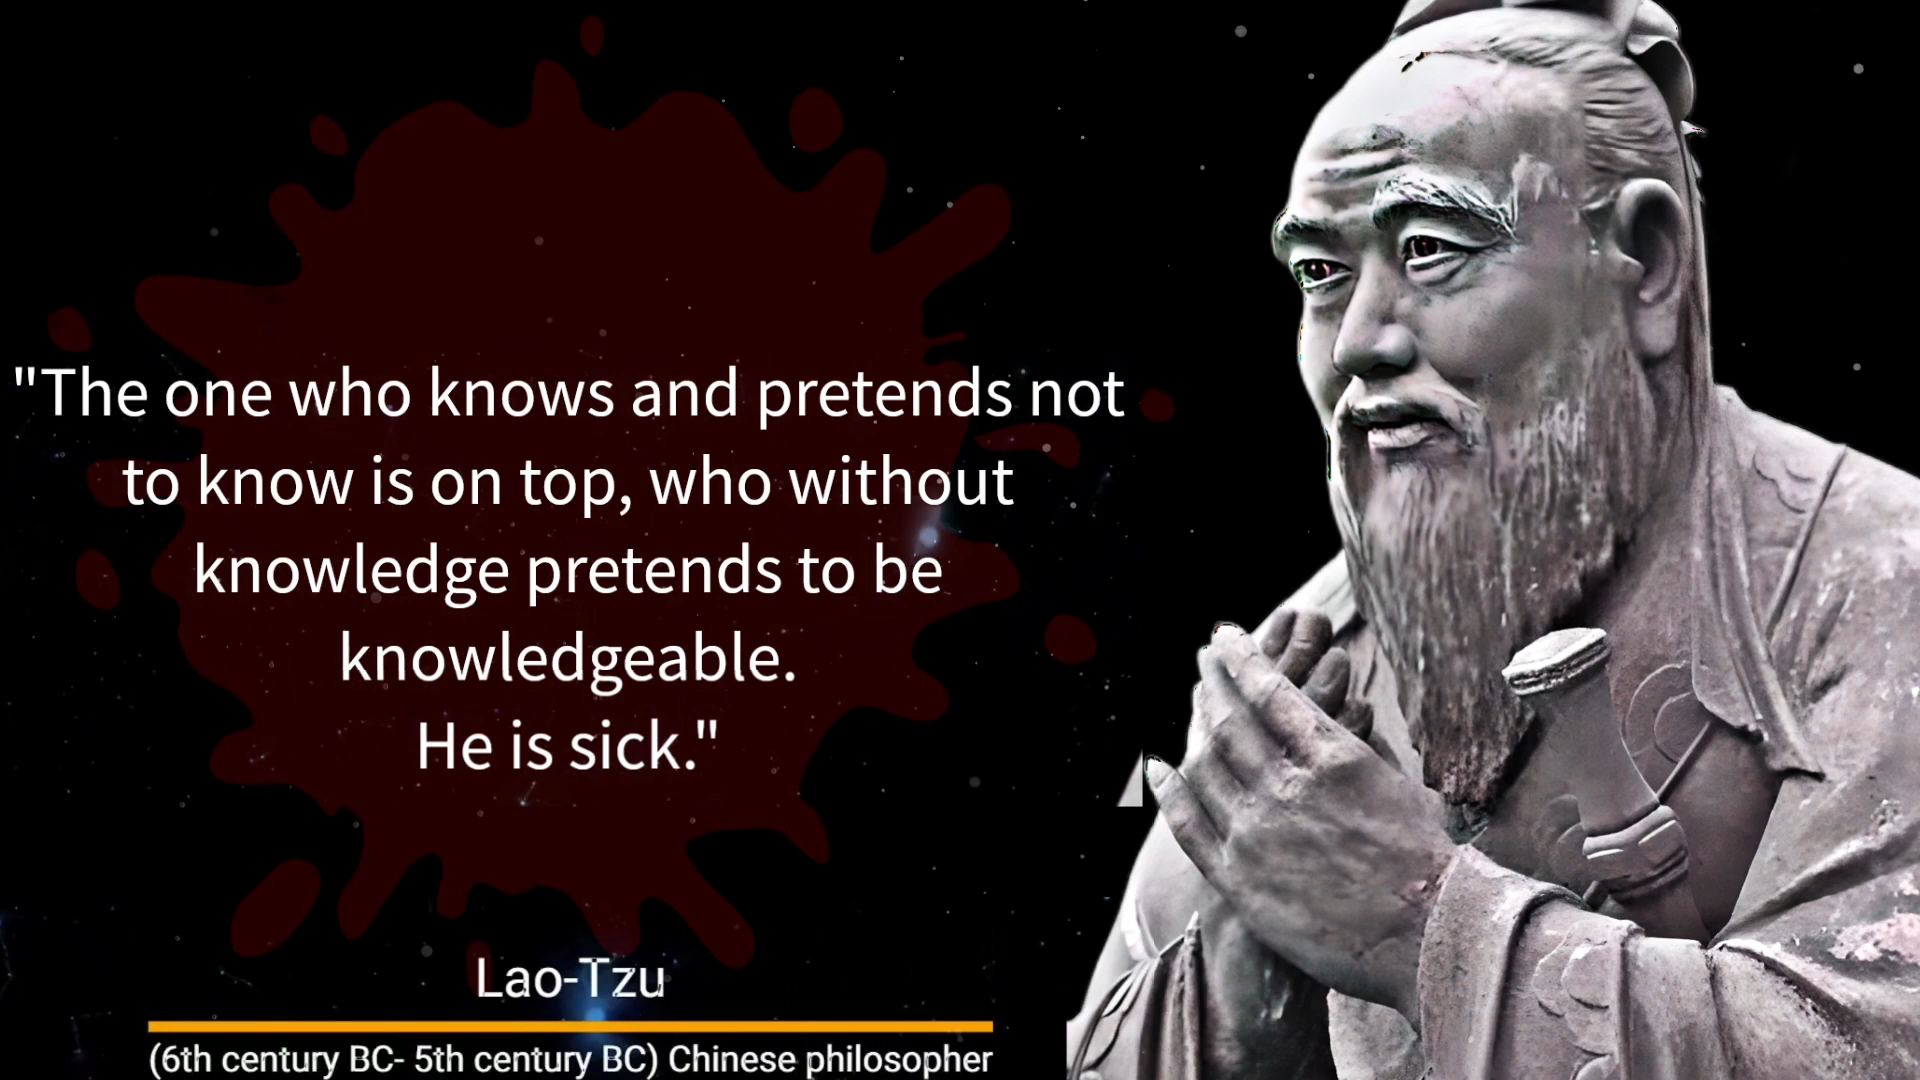 "The one who knows and pretends not
to know is on top, who without
knowledge pretends to be
knowledgeable.
He is sick."
Lao-Tzu
(6th century BC- 5th century BC) Chinese philosopher